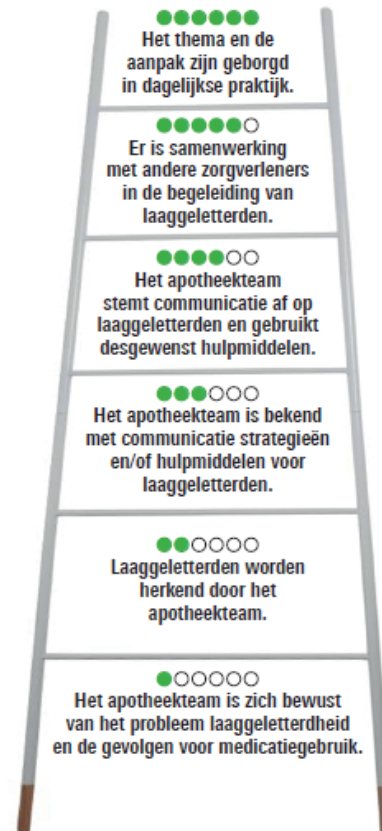 Het thema en de
aanpak zijn geborgd
in dagelijkse praktijk.
Er is samenwerking
met andere zorgverleners
in de begeleiding van
laaggeletterden.
Het apotheekteam
stemt communicatie af op
laaggeletterden en gebruikt
desgewenst hulpmiddelen.
Het apotheekteam is bekend
met communicatie strategieën
en/of hulpmiddelen voor
laaggeletterden.
Laaggeletterden worden
herkend door het
apotheekteam.
Het apotheekteam is zich bewust
van het probleem laaggeletterdheid
en de gevolgen voor medicatiegebruik.